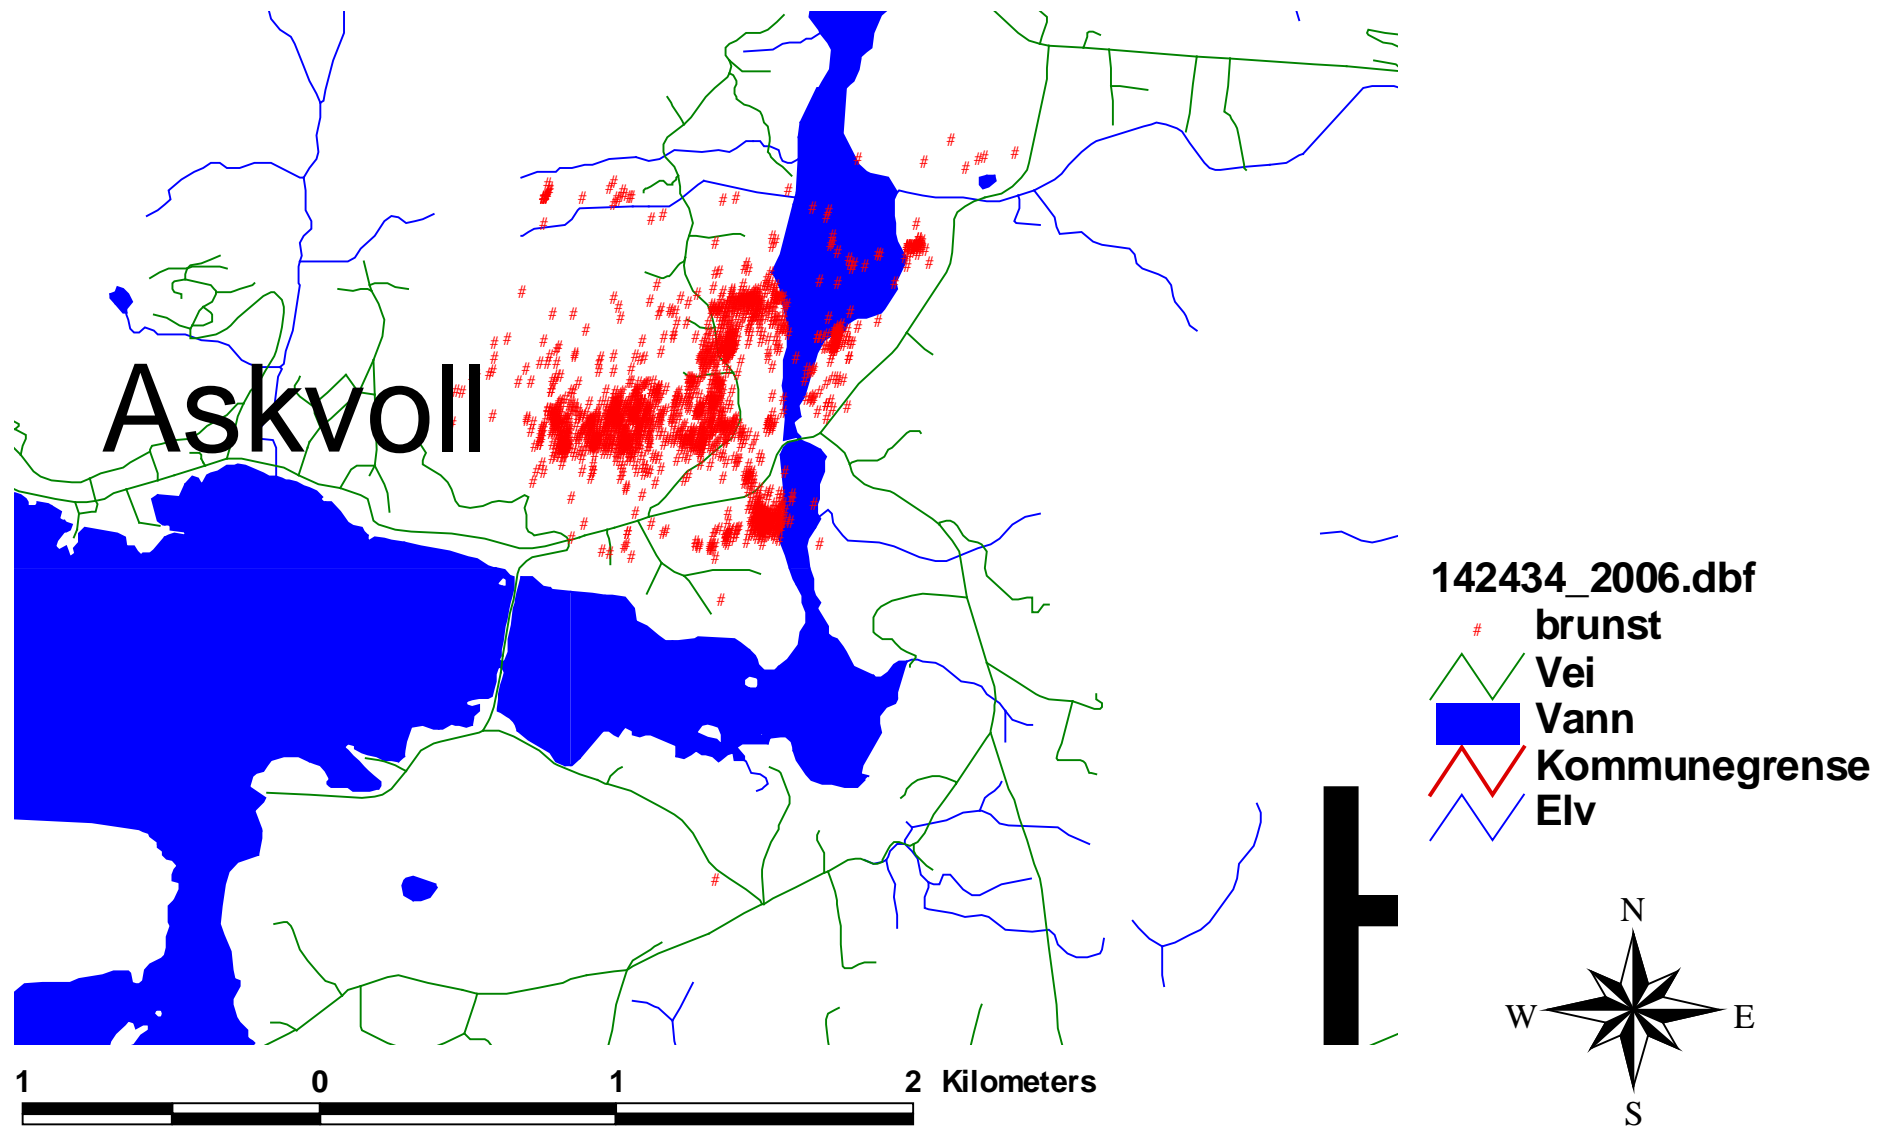 Askvoll
142434_2006.dbf
# brunst
Vei
Vann
Kommunegrense
Elv
N
W E
S
1 0 1 2 Kilometers